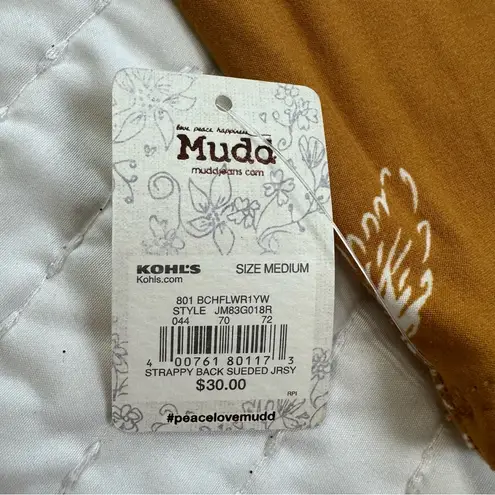 love peace happiness
Mudd
muddjeans.com
KOHL'S SIZE MEDIUM
Kohls.com
801 BCHFLWR1YW
STYLE JM83G018R
044 70 72
4 00761 80117 3
STRAPPY BACK SUEDED JRSY
$30.00
RPI
#peacelovemudd